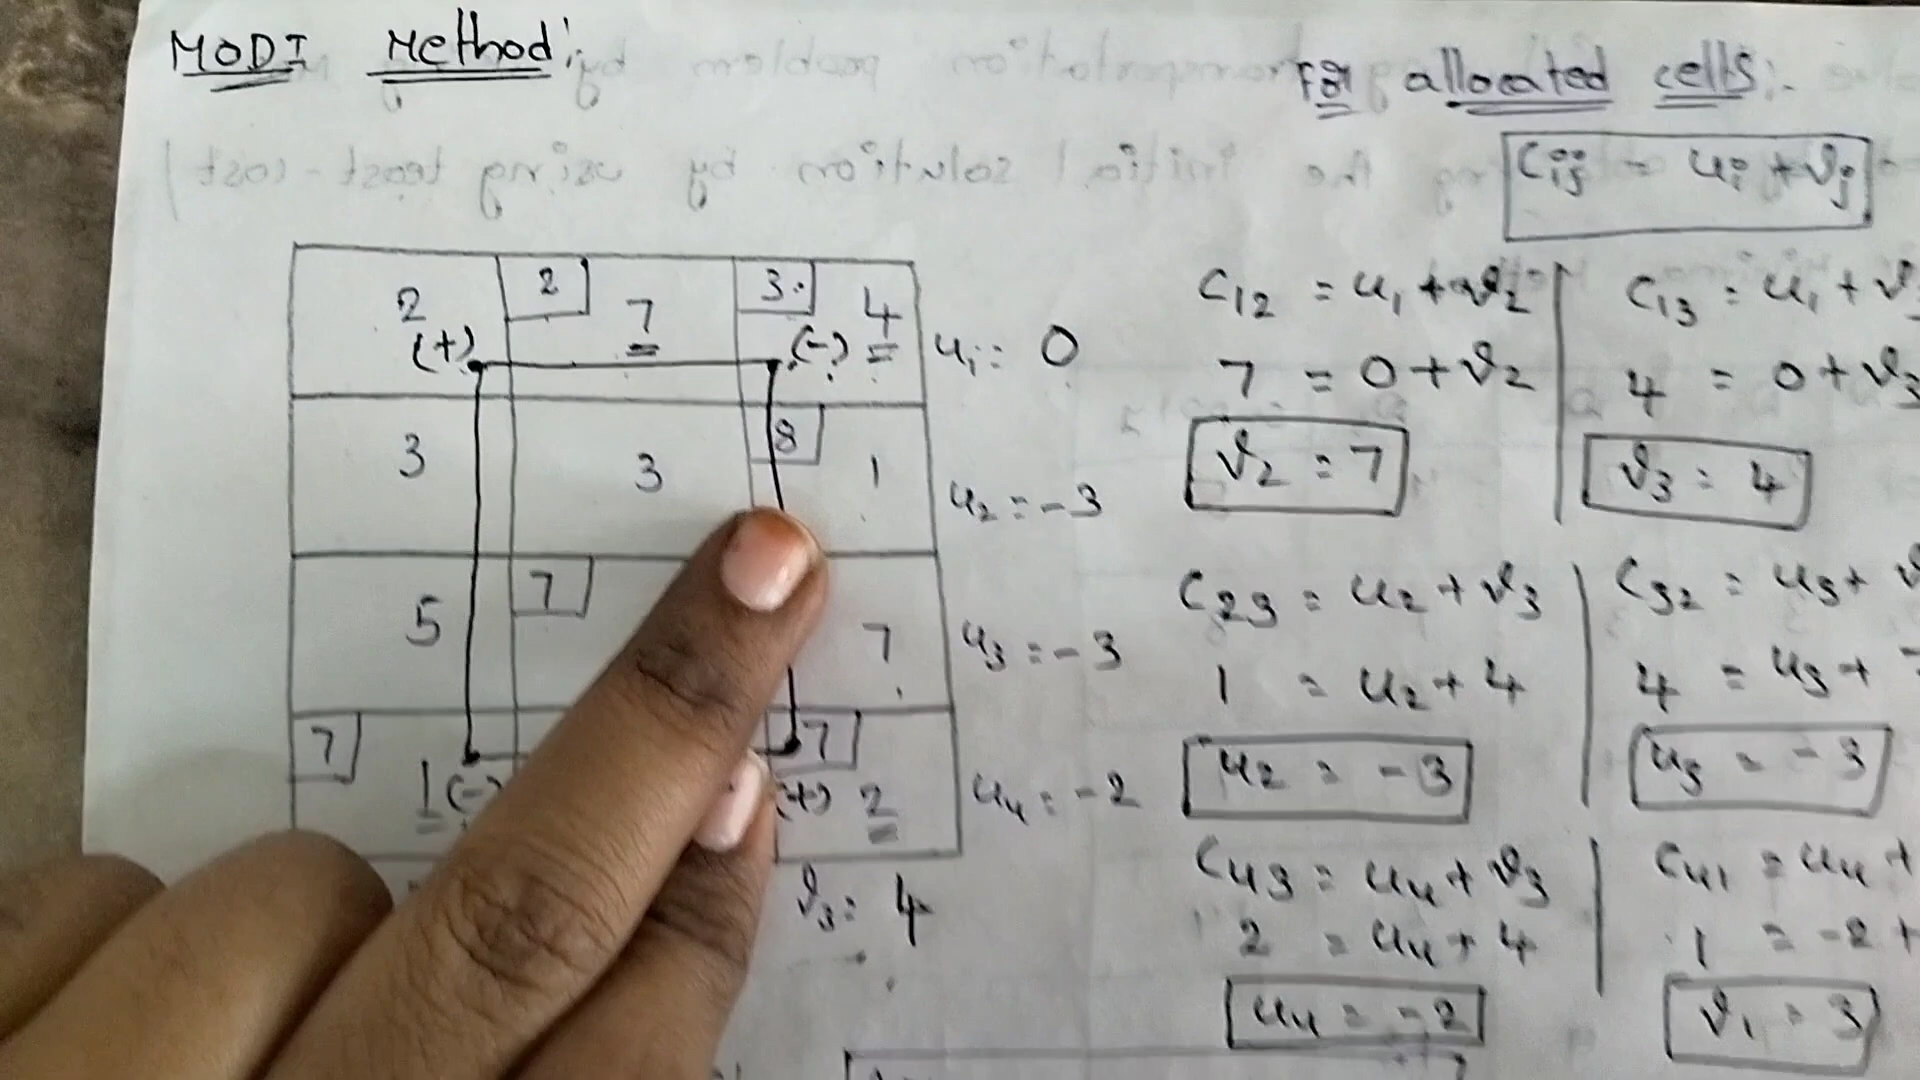 MODI Method:
For allocated cells:-
Cij = ui + vj
2 (+) 2 7 3. (-) 4 u1 = 0
3 3 8 1 u2 = -3
5 7 7 u3 = -3
7 1 (-) 7 (+) 2 u4 = -2
v3 = 4
C12 = u1 + v2
7 = 0 + v2
v2 = 7
C13 = u1 + v
4 = 0 + v3
v3 = 4
C23 = u2 + v3
1 = u2 + 4
u2 = -3
C32 = u3 + v
4 = u3 + 7
u3 = -3
C43 = u4 + v3
2 = u4 + 4
u4 = -2
C41 = u4 +
1 = -2 +
v1 = 3